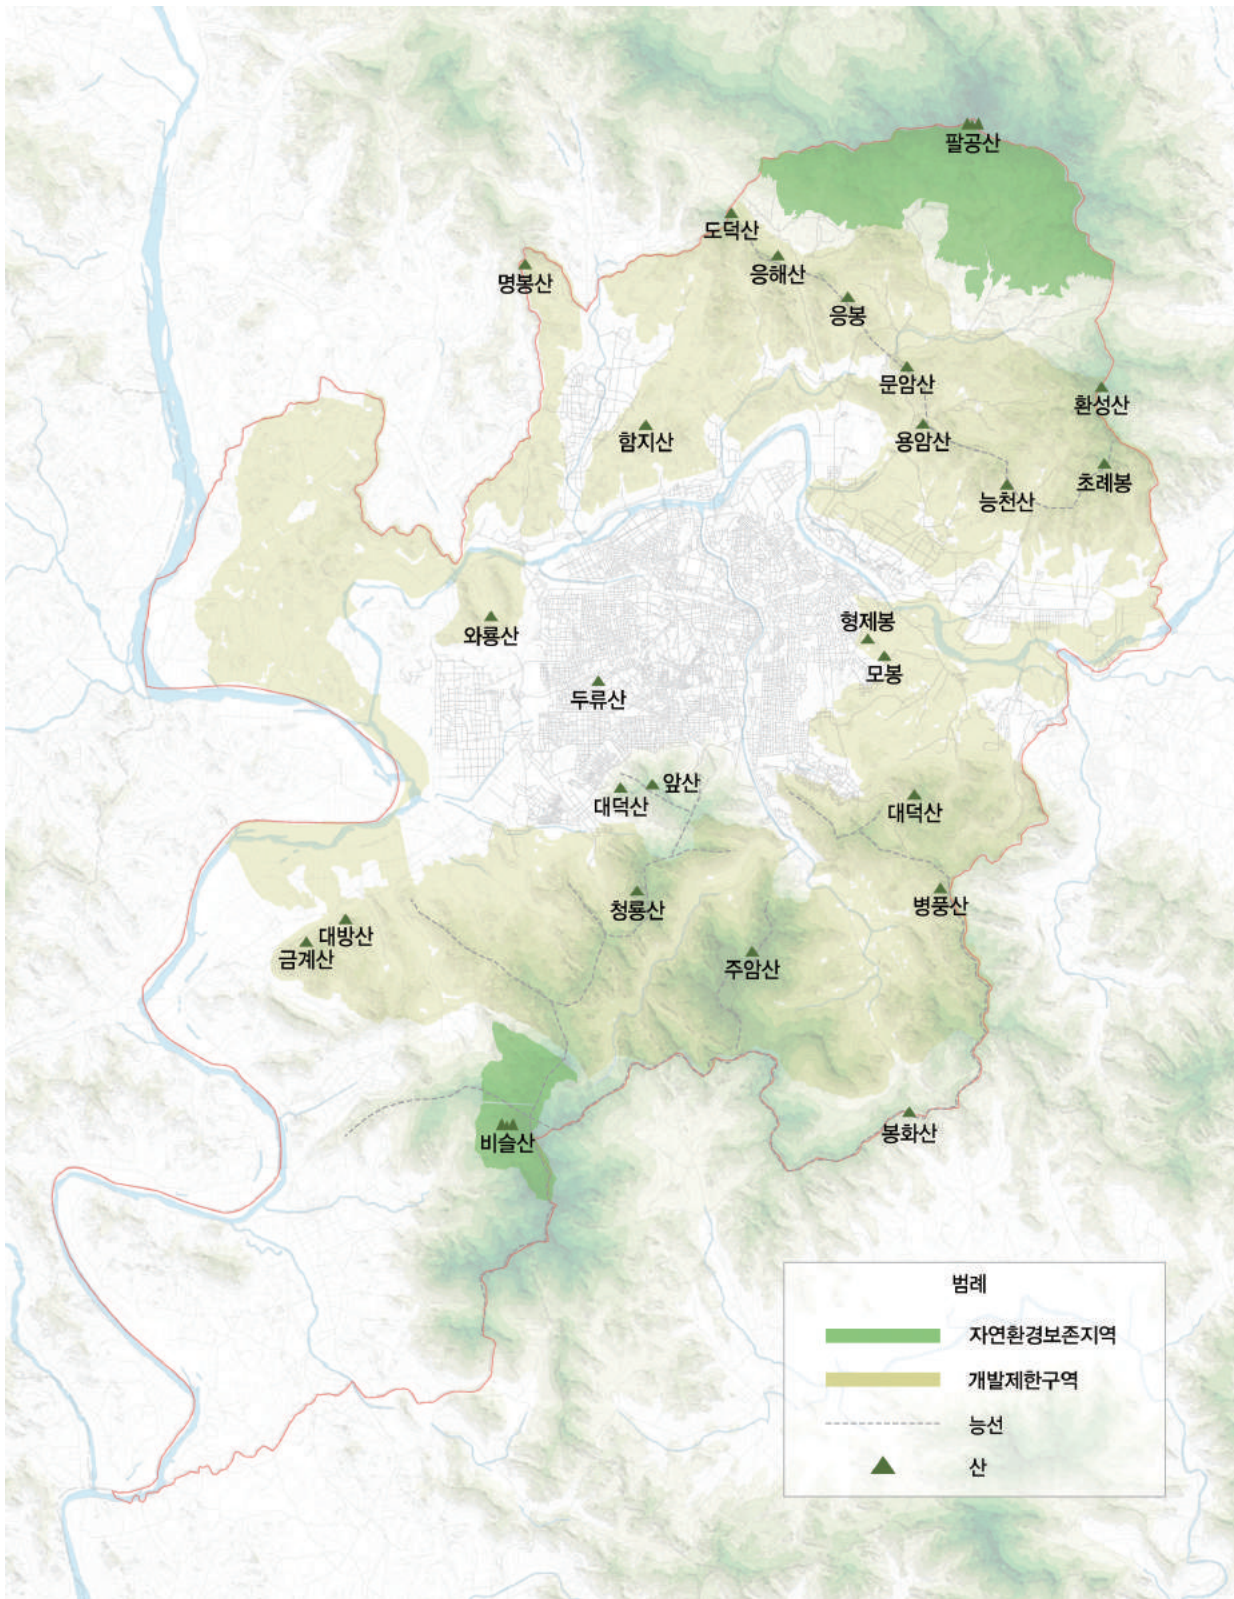 팔공산
도덕산
응해산
명봉산
응봉
문암산
환성산
함지산
용암산
초례봉
능천산
와룡산
형제봉
모봉
두류산
앞산
대덕산
대덕산
청룡산
병풍산
대방산
금계산
주암산
봉화산
비슬산
범례
자연환경보존지역
개발제한구역
능선
산